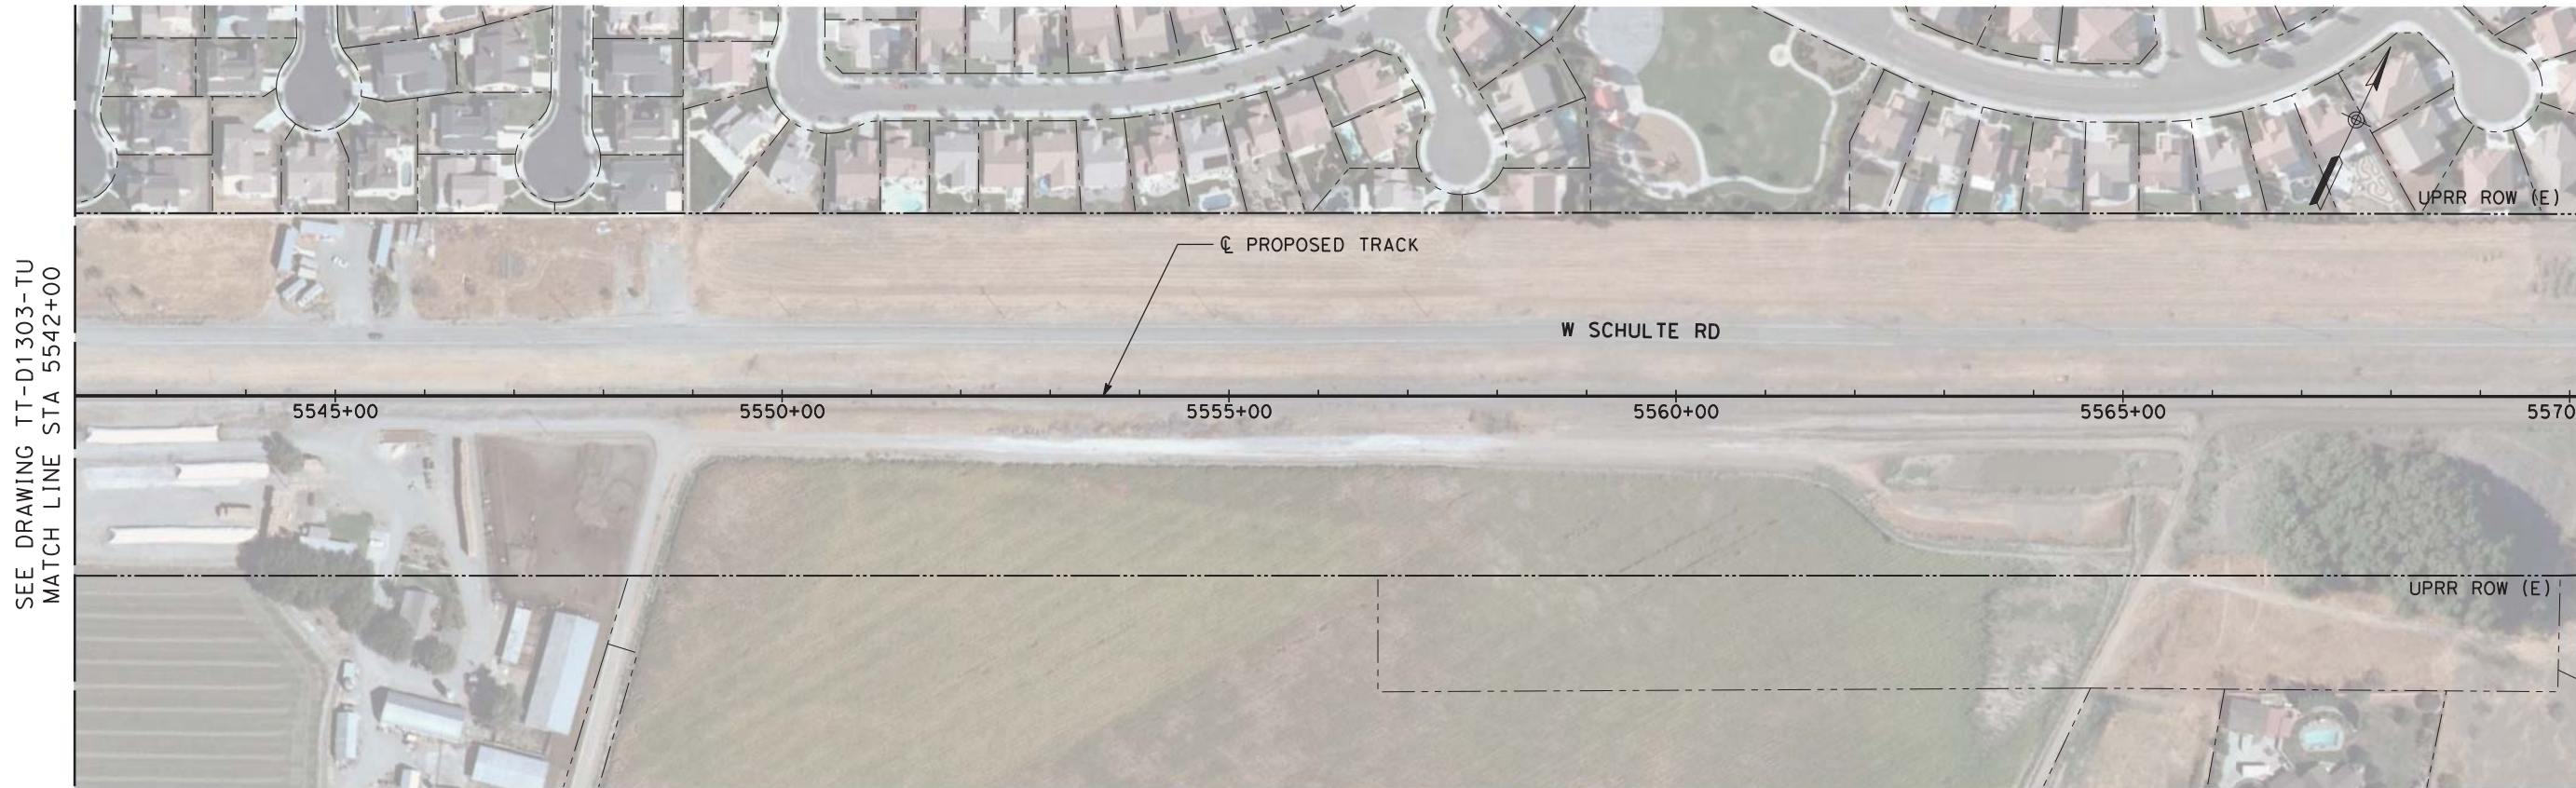 SEE DRAWING TT-D1303-TU
MATCH LINE STA 5542+00
UPRR ROW (E)
℄ PROPOSED TRACK
W SCHULTE RD
5545+00
5550+00
5555+00
5560+00
5565+00
5570
UPRR ROW (E)